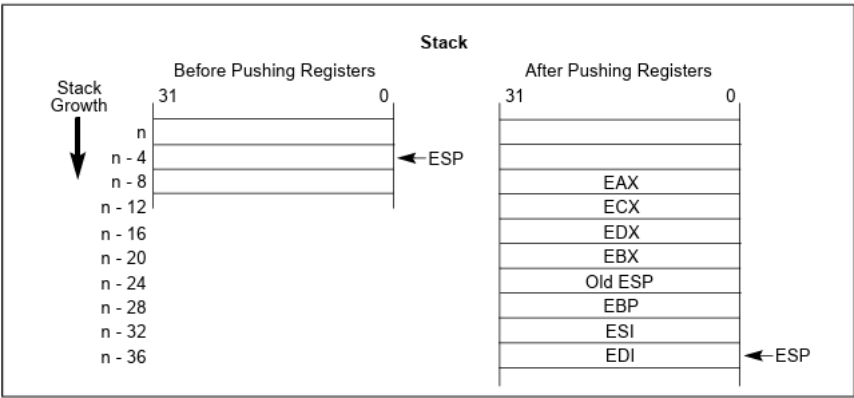 Stack
Before Pushing Registers
After Pushing Registers
Stack
Growth
31 0
31 0
n
n - 4
ESP
n - 8
EAX
n - 12
ECX
n - 16
EDX
n - 20
EBX
n - 24
Old ESP
n - 28
EBP
n - 32
ESI
n - 36
EDI
ESP